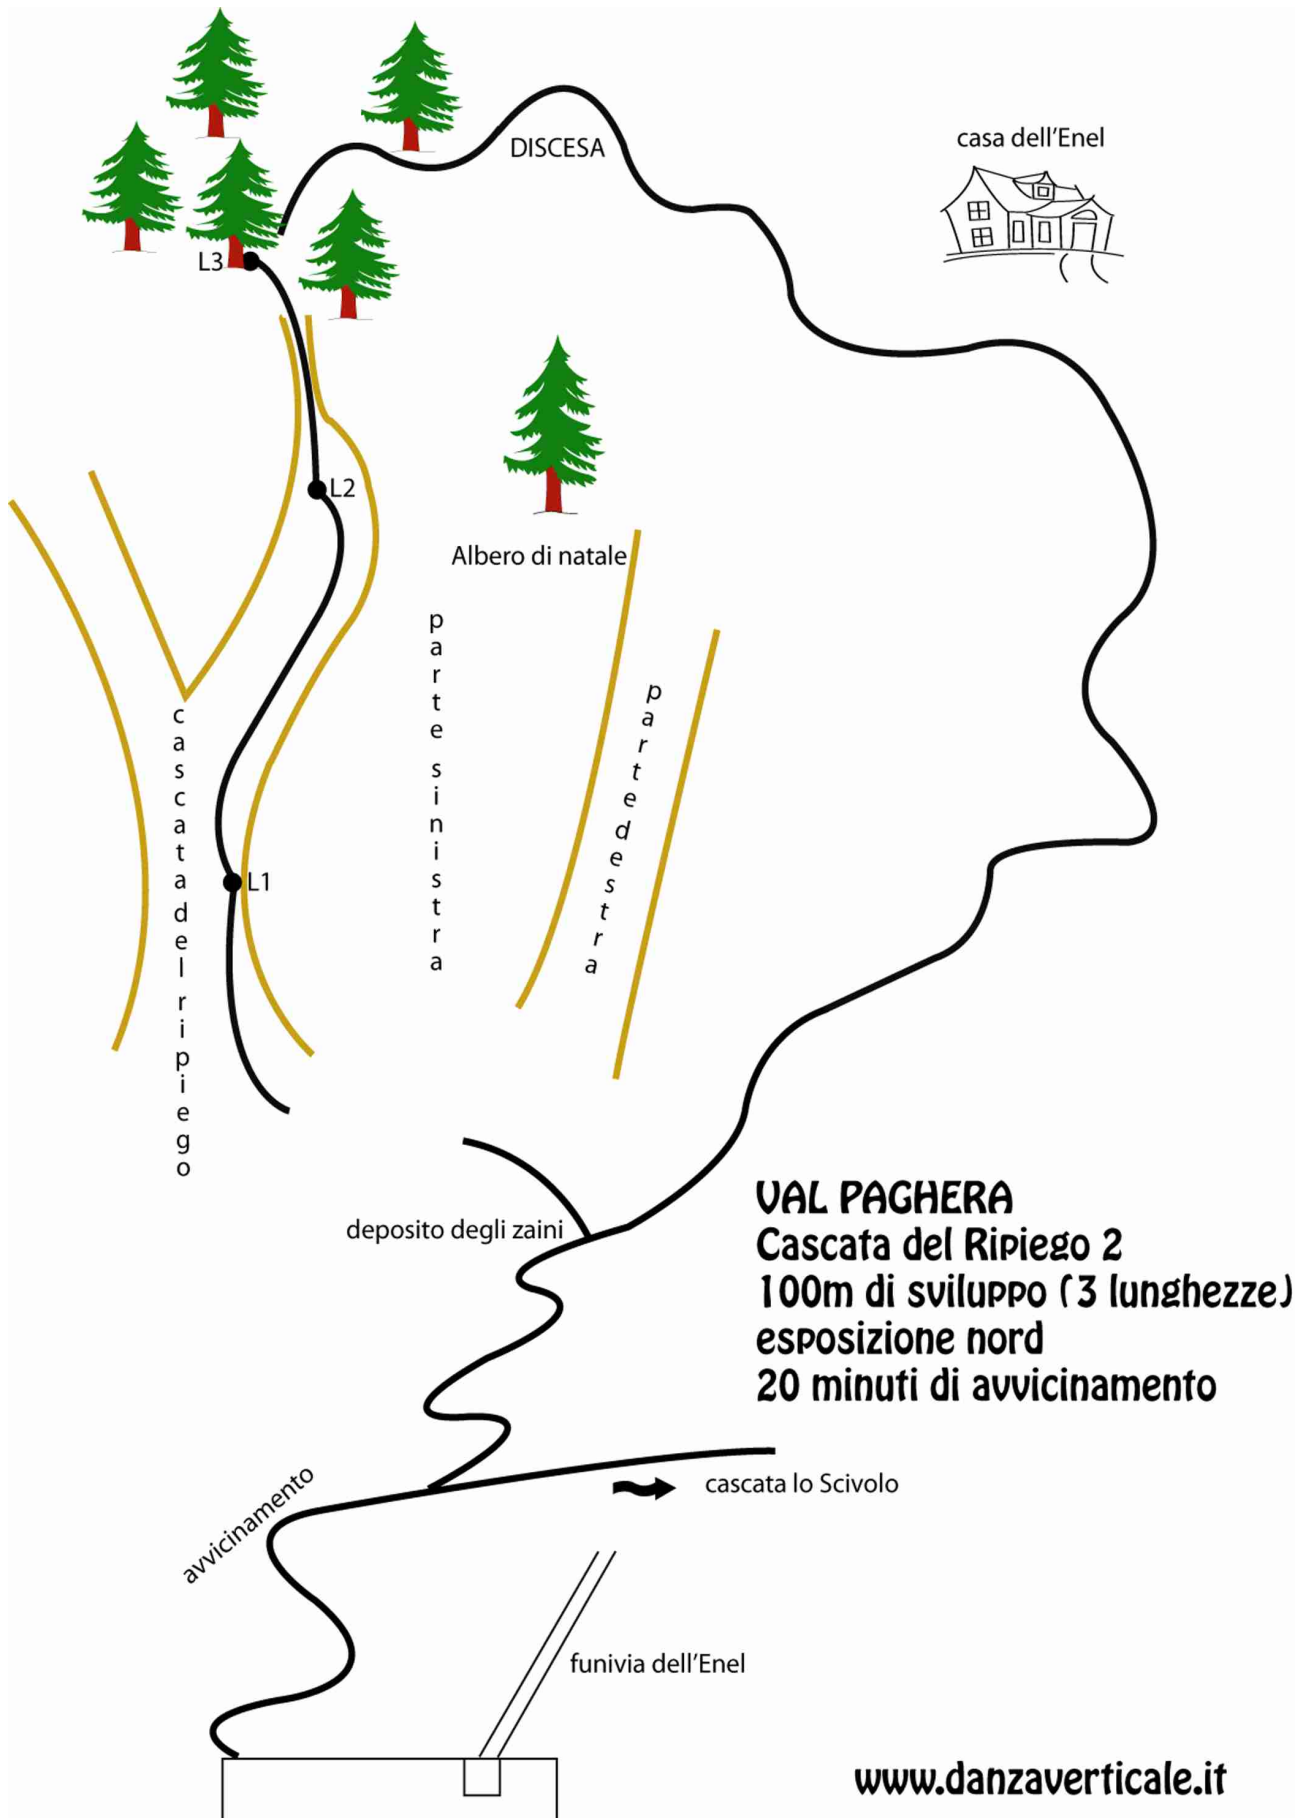 casa dell'Enel
DISCESA
L3
L2
Albero di natale
parte sinistra
parte destra
cascata del ripiego
L1
deposito degli zaini
VAL PAGHERA
Cascata del Ripiego 2
100m di sviluppo (3 lunghezze)
esposizione nord
20 minuti di avvicinamento
avvicinamento
cascata lo Scivolo
funivia dell'Enel
www.danzaverticale.it